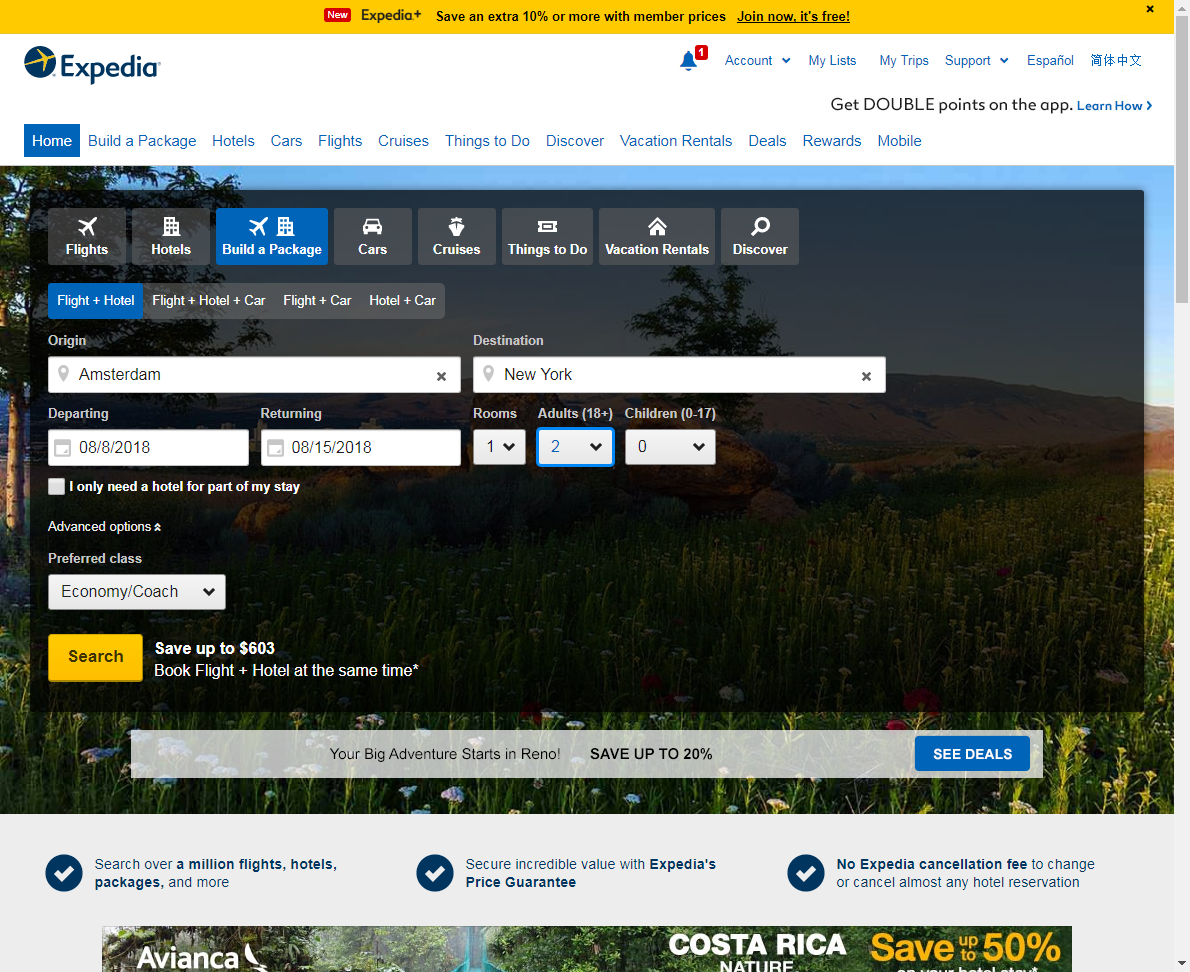 New Expedia+ Save an extra 10% or more with member prices Join now, it's free!
Expedia
1 Account My Lists My Trips Support Español 简体中文
Get DOUBLE points on the app. Learn How
Home Build a Package Hotels Cars Flights Cruises Things to Do Discover Vacation Rentals Deals Rewards Mobile
Flights Hotels Build a Package Cars Cruises Things to Do Vacation Rentals Discover
Flight + Hotel Flight + Hotel + Car Flight + Car Hotel + Car
Origin Destination
Amsterdam New York
Departing Returning Rooms Adults (18+) Children (0-17)
08/8/2018 08/15/2018 1 2 0
I only need a hotel for part of my stay
Advanced options
Preferred class
Economy/Coach
Search
Save up to $603
Book Flight + Hotel at the same time*
Your Big Adventure Starts in Reno! SAVE UP TO 20% SEE DEALS
Search over a million flights, hotels,
packages, and more
Secure incredible value with Expedia's
Price Guarantee
No Expedia cancellation fee to change
or cancel almost any hotel reservation
Avianca
COSTA RICA
NATURE
Save up to 50%
on your hotel stay*